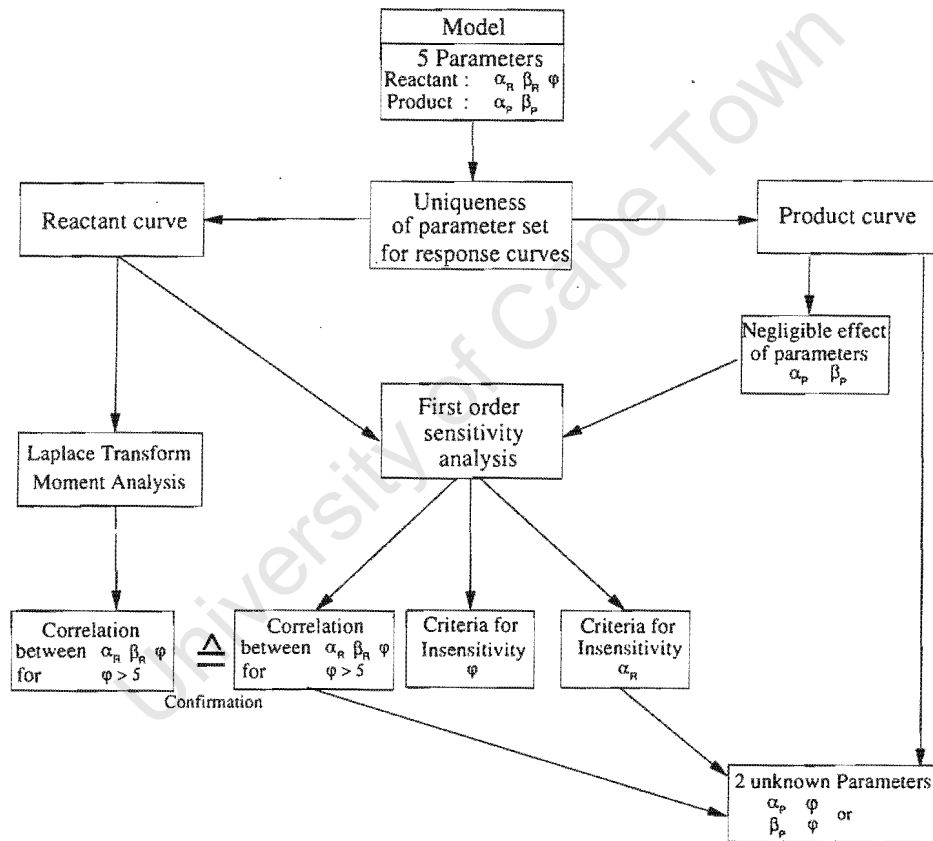 Model
5 Parameters
Reactant : α_R β_R φ
Product : α_P β_P
Reactant curve
Uniqueness
of parameter set
for response curves
Product curve
Negligible effect
of parameters
α_P β_P
First order
sensitivity
analysis
Laplace Transform
Moment Analysis
Correlation
between α_R β_R φ
for φ > 5
≙
Confirmation
Correlation
between α_R β_R φ
for φ > 5
Criteria for
Insensitivity
φ
Criteria for
Insensitivity
α_R
2 unknown Parameters
α_P φ
or
β_P φ
University of Cape Town